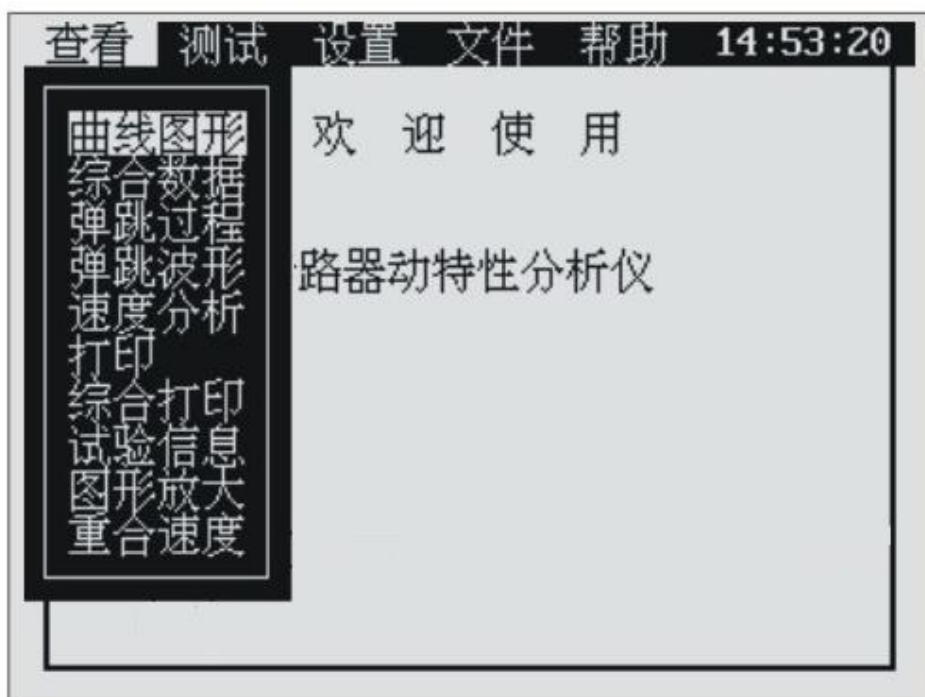 查看 测试 设置 文件 帮助 14:53:20
曲线图形
综合数据
弹跳过程
弹跳波形
速度分析
打印
综合打印
试验信息
图形放大
重合速度
欢 迎 使 用
路器动特性分析仪